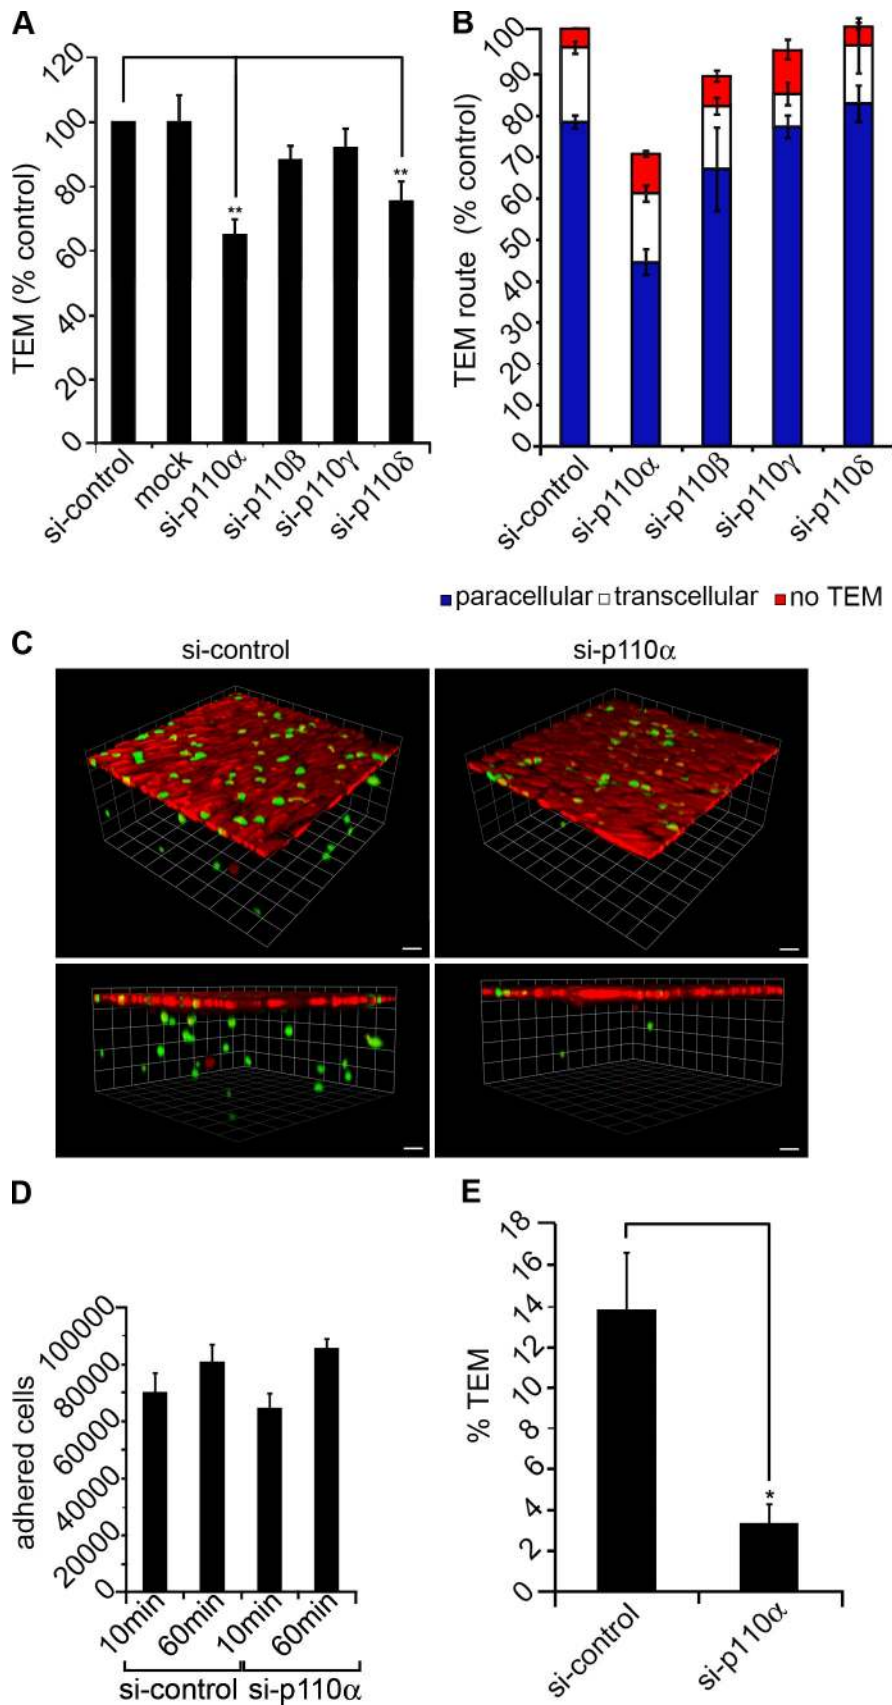 A
TEM (% control)
120
100
80
60
40
20
0
**
**
si-control
mock
si-p110α
si-p110β
si-p110γ
si-p110δ
B
TEM route (% control)
100
90
80
70
60
50
40
30
20
10
0
si-control
si-p110α
si-p110β
si-p110γ
si-p110δ
paracellular
transcellular
no TEM
C
si-control
si-p110α
D
adhered cells
100000
80000
60000
40000
20000
0
10min
60min
10min
60min
si-control
si-p110α
E
% TEM
18
16
14
12
10
8
6
4
2
0
*
si-control
si-p110α